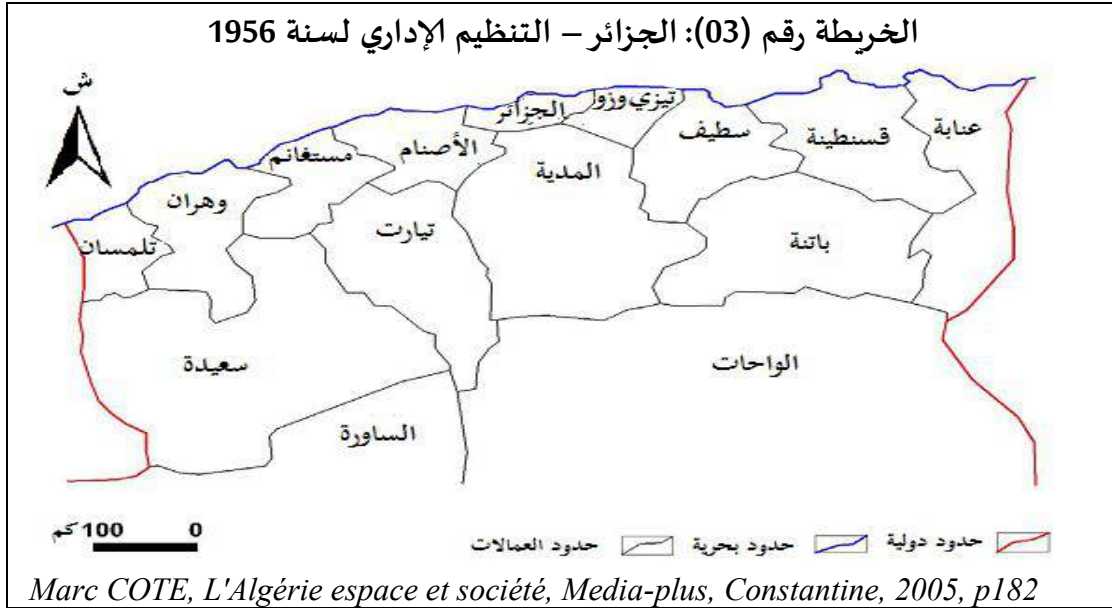 الخريطة رقم (03): الجزائر – التنظيم الإداري لسنة 1956
ش
تيزي وزو
الجزائر
عنابة
سطيف
قسنطينة
الأصنام
مستغانم
المدية
وهران
تيارت
باتنة
تلمسان
سعيدة
الواحات
الساورة
100 كم 0
حدود دولية حدود بحرية حدود العمالات
Marc COTE, L'Algérie espace et société, Media-plus, Constantine, 2005, p182